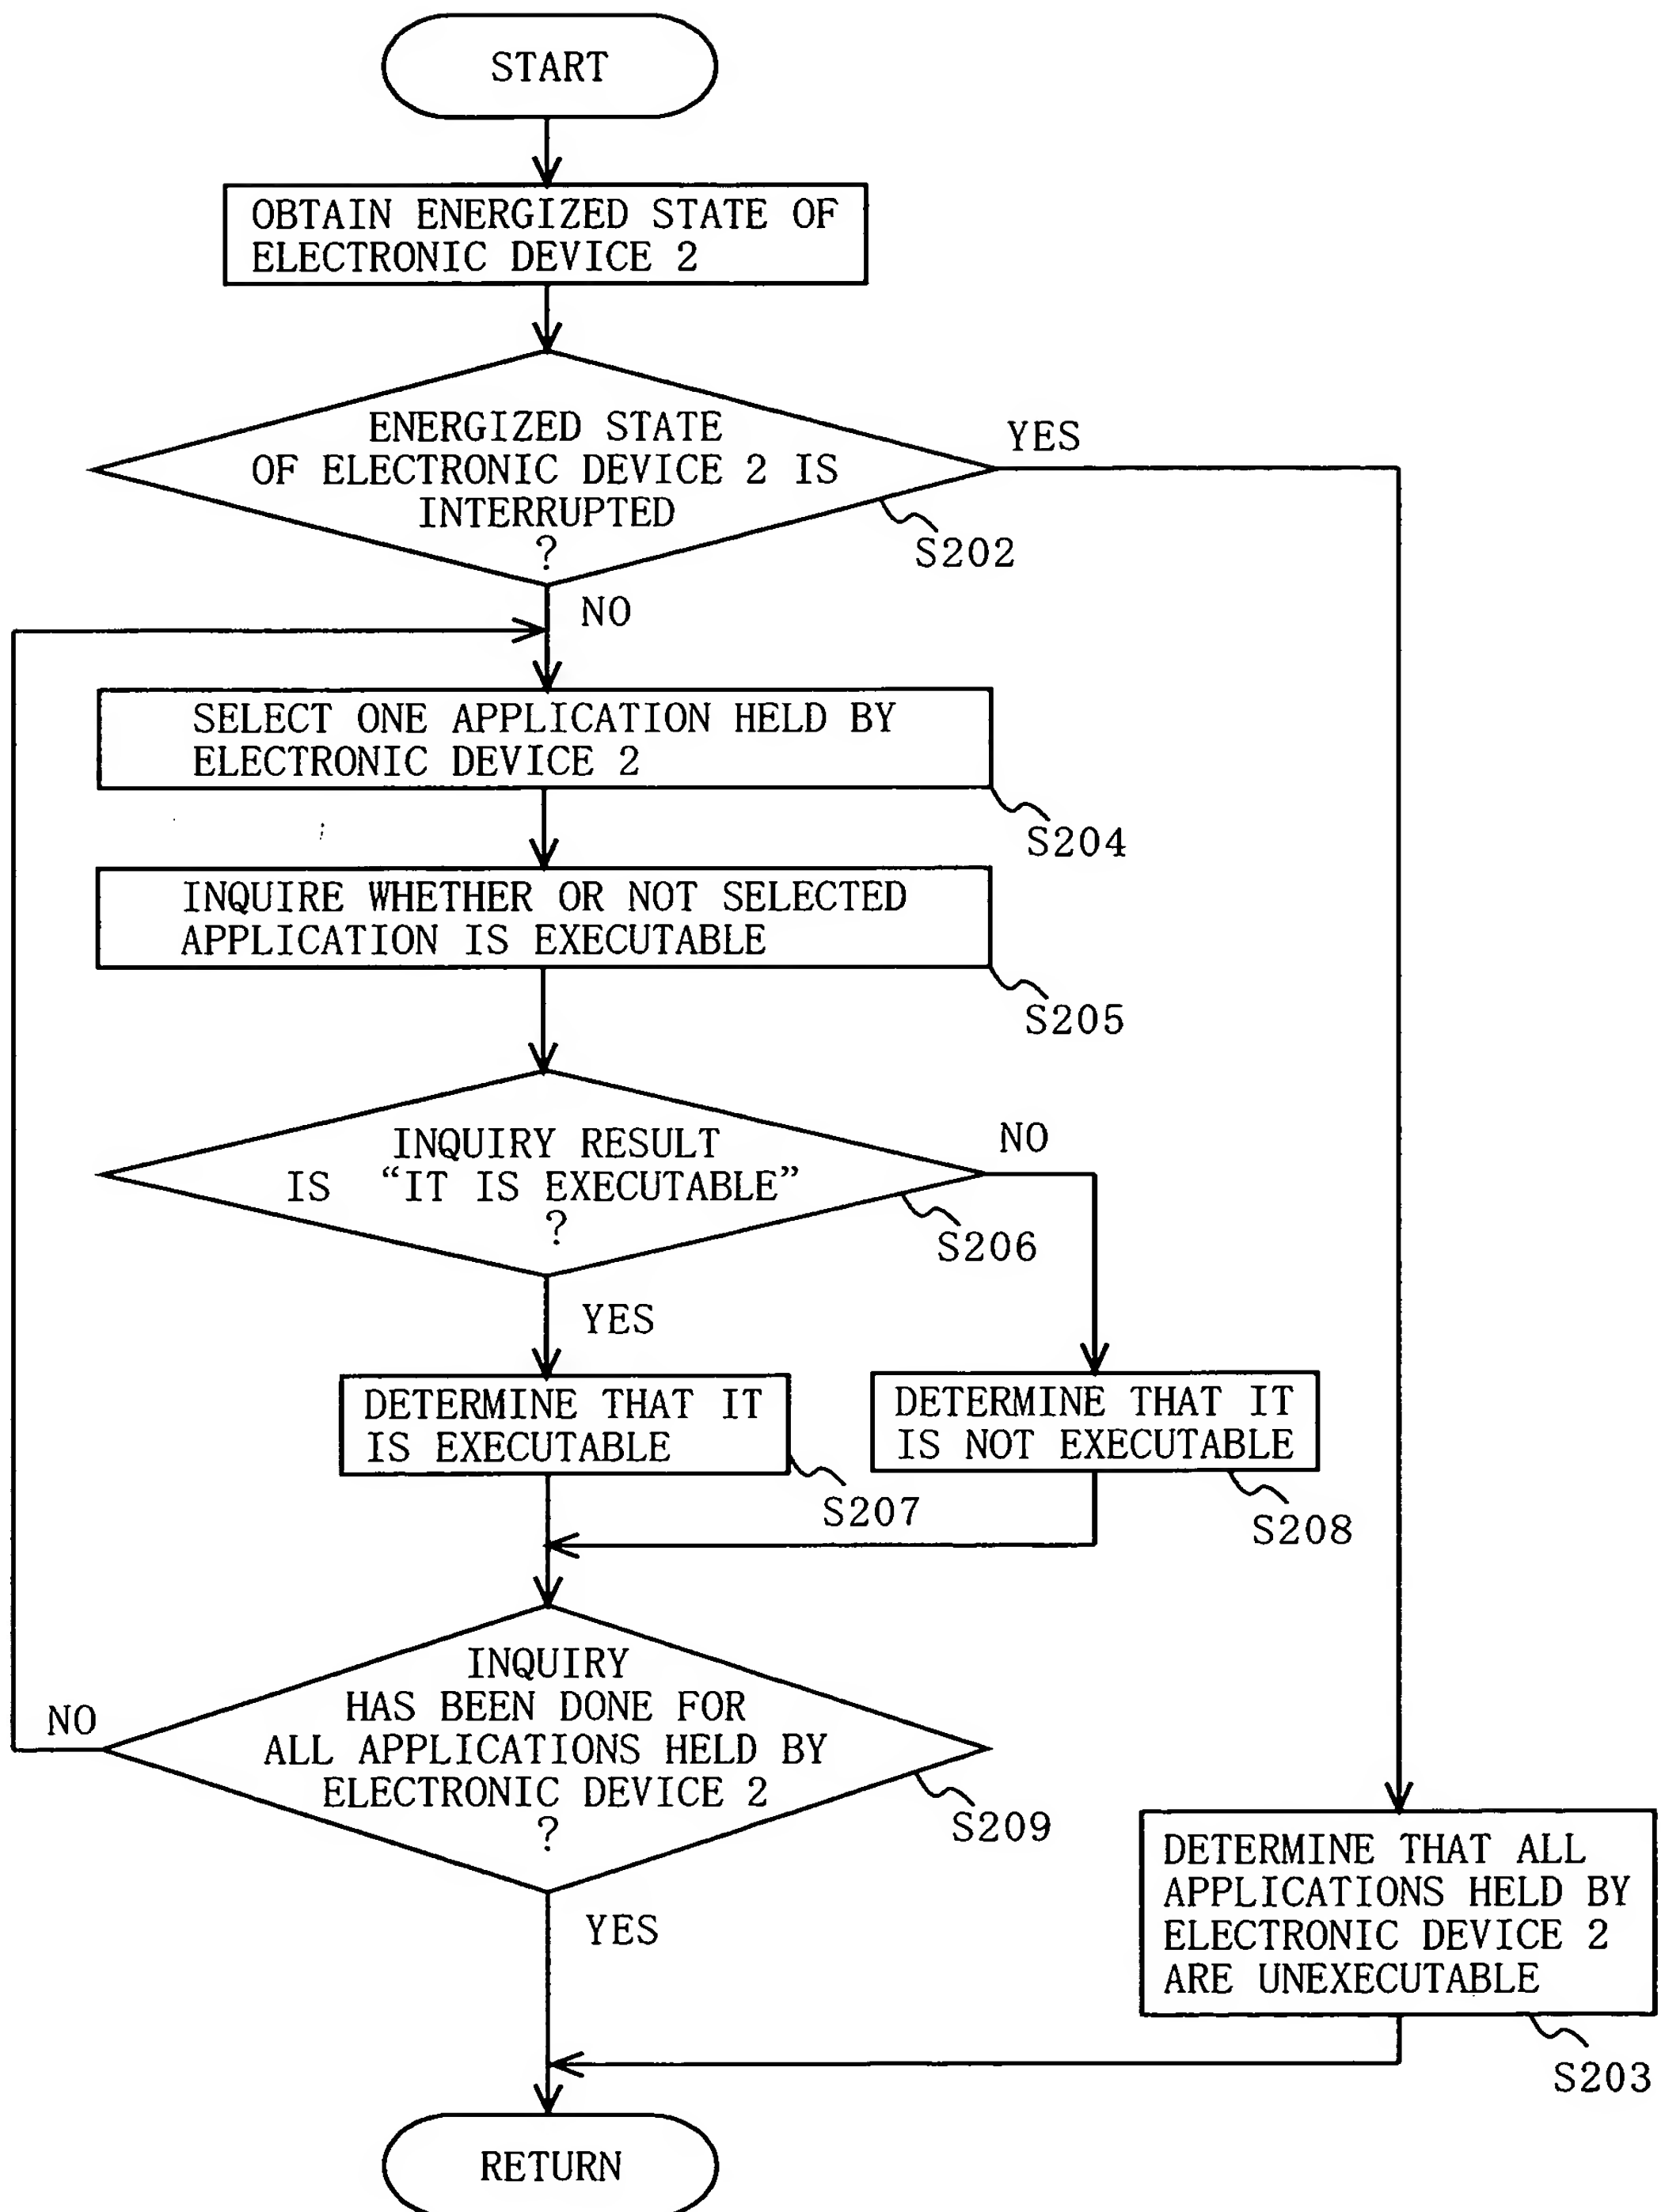 START
OBTAIN ENERGIZED STATE OF
ELECTRONIC DEVICE 2
ENERGIZED STATE
OF ELECTRONIC DEVICE 2 IS
INTERRUPTED
?
YES
S202
NO
SELECT ONE APPLICATION HELD BY
ELECTRONIC DEVICE 2
S204
INQUIRE WHETHER OR NOT SELECTED
APPLICATION IS EXECUTABLE
S205
INQUIRY RESULT
IS “IT IS EXECUTABLE”
?
NO
S206
YES
DETERMINE THAT IT
IS EXECUTABLE
S207
DETERMINE THAT IT
IS NOT EXECUTABLE
S208
INQUIRY
HAS BEEN DONE FOR
ALL APPLICATIONS HELD BY
ELECTRONIC DEVICE 2
?
NO
S209
YES
DETERMINE THAT ALL
APPLICATIONS HELD BY
ELECTRONIC DEVICE 2
ARE UNEXECUTABLE
S203
RETURN